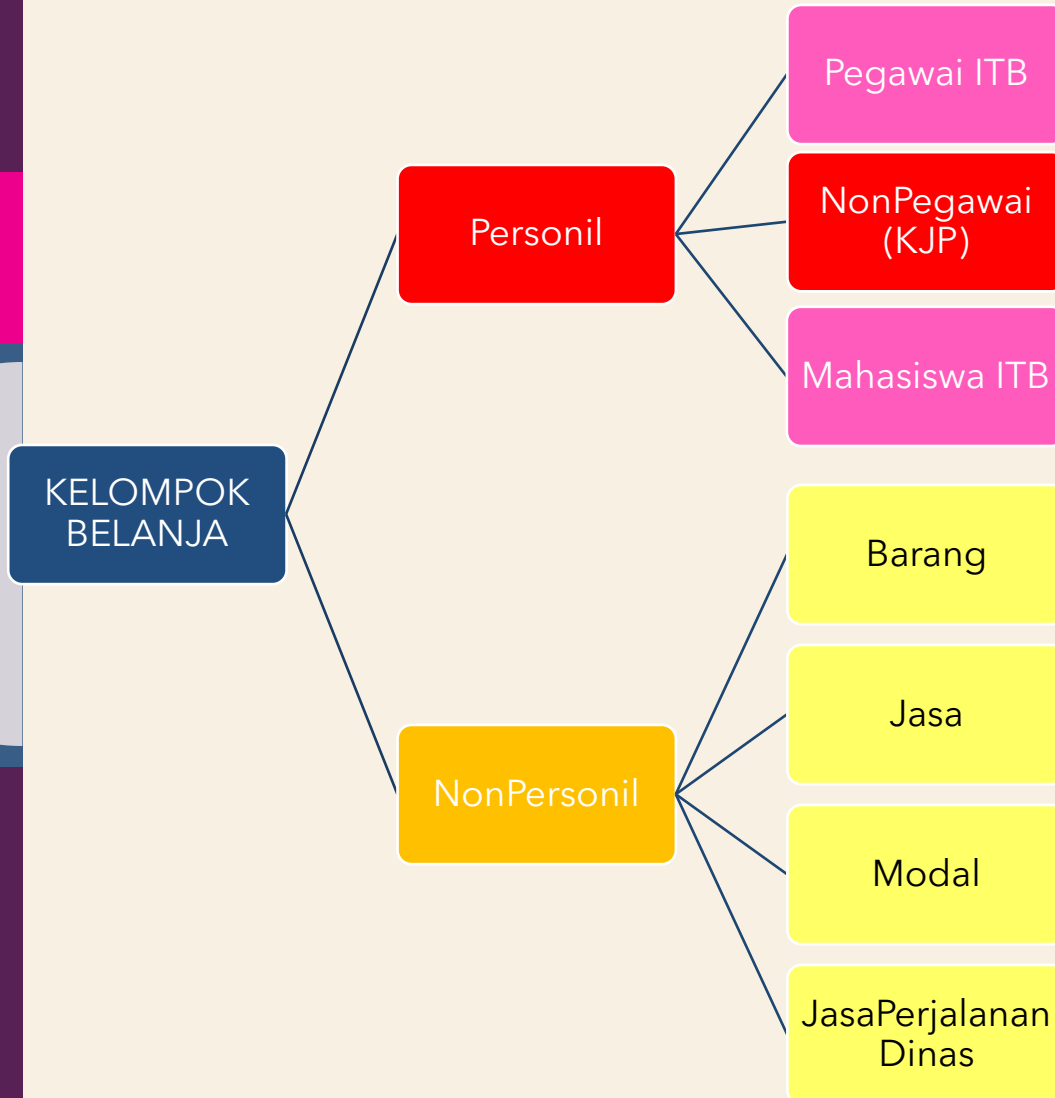 Pegawai ITB
NonPegawai
(KJP)
Personil
Mahasiswa ITB
KELOMPOK
BELANJA
Barang
Jasa
NonPersonil
Modal
JasaPerjalanan
Dinas